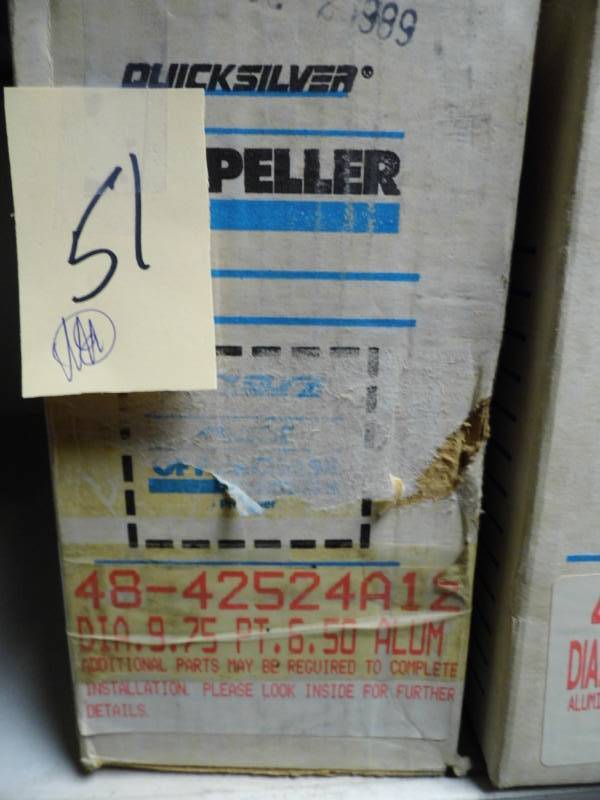 1989
QUICKSILVER®
PELLER
51
48-42524A12
DIA.9.75 PT.6.50 ALUM
ADDITIONAL PARTS MAY BE REQUIRED TO COMPLETE
INSTALLATION. PLEASE LOOK INSIDE FOR FURTHER
DETAILS.
DIA
ALUMI